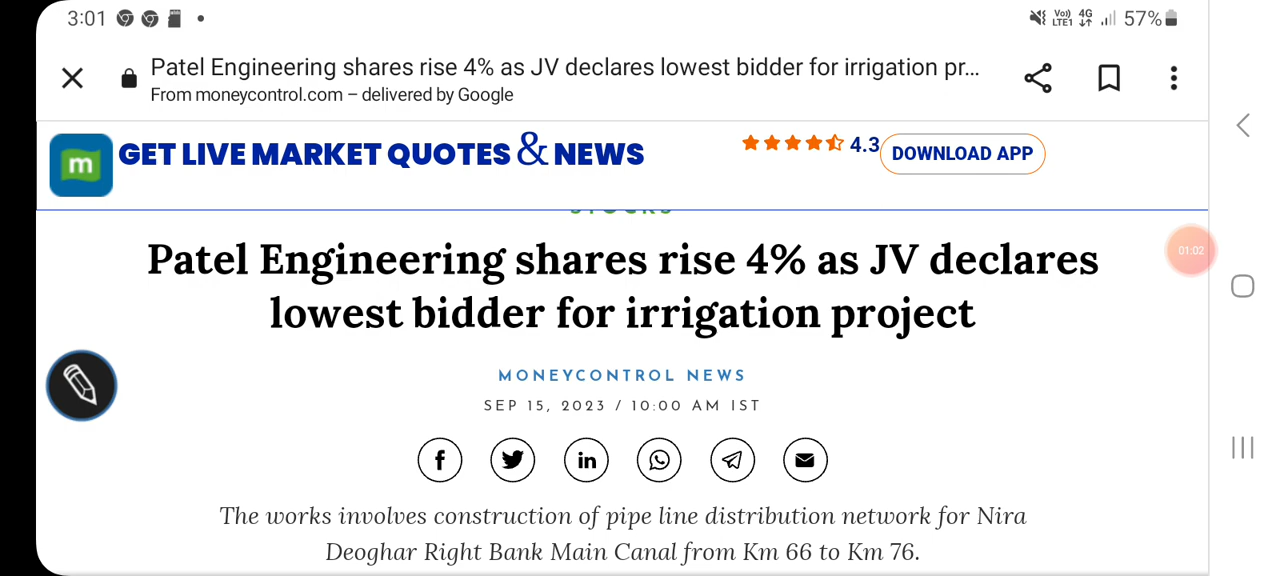 3:01 Vo)) 4G 57%
LTE1
Patel Engineering shares rise 4% as JV declares lowest bidder for irrigation pr...
From moneycontrol.com – delivered by Google
m GET LIVE MARKET QUOTES & NEWS 4.3 DOWNLOAD APP
STOCKS
Patel Engineering shares rise 4% as JV declares
lowest bidder for irrigation project
01:02
MONEYCONTROL NEWS
SEP 15, 2023 / 10:00 AM IST
The works involves construction of pipe line distribution network for Nira
Deoghar Right Bank Main Canal from Km 66 to Km 76.